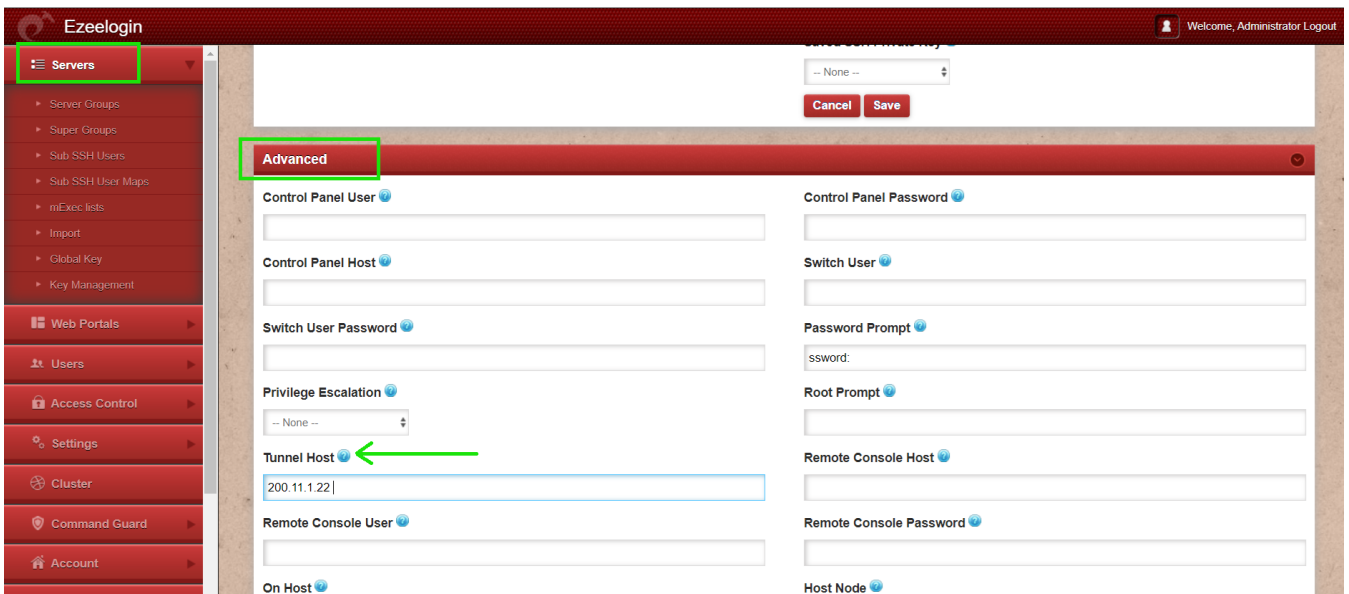 Ezeelogin
Welcome, Administrator Logout
Servers
Server Groups
Super Groups
Sub SSH Users
Sub SSH User Maps
mExec lists
Import
Global Key
Key Management
Web Portals
Users
Access Control
Settings
Cluster
Command Guard
Account
-- None --
Cancel Save
Advanced
Control Panel User
Control Panel Password
Control Panel Host
Switch User
Switch User Password
Password Prompt
ssword:
Privilege Escalation
Root Prompt
-- None --
Tunnel Host
Remote Console Host
200.11.1.22
Remote Console User
Remote Console Password
On Host
Host Node